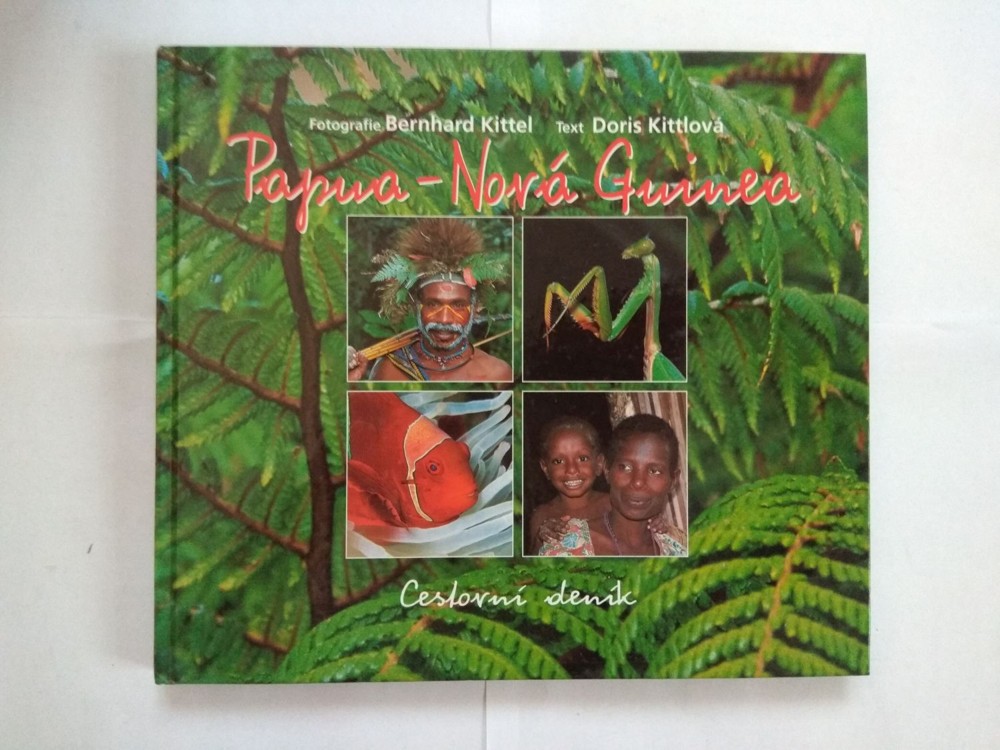 Fotografie Bernhard Kittel Text Doris Kittlová
Papua-Nová Guinea
Cestovní deník